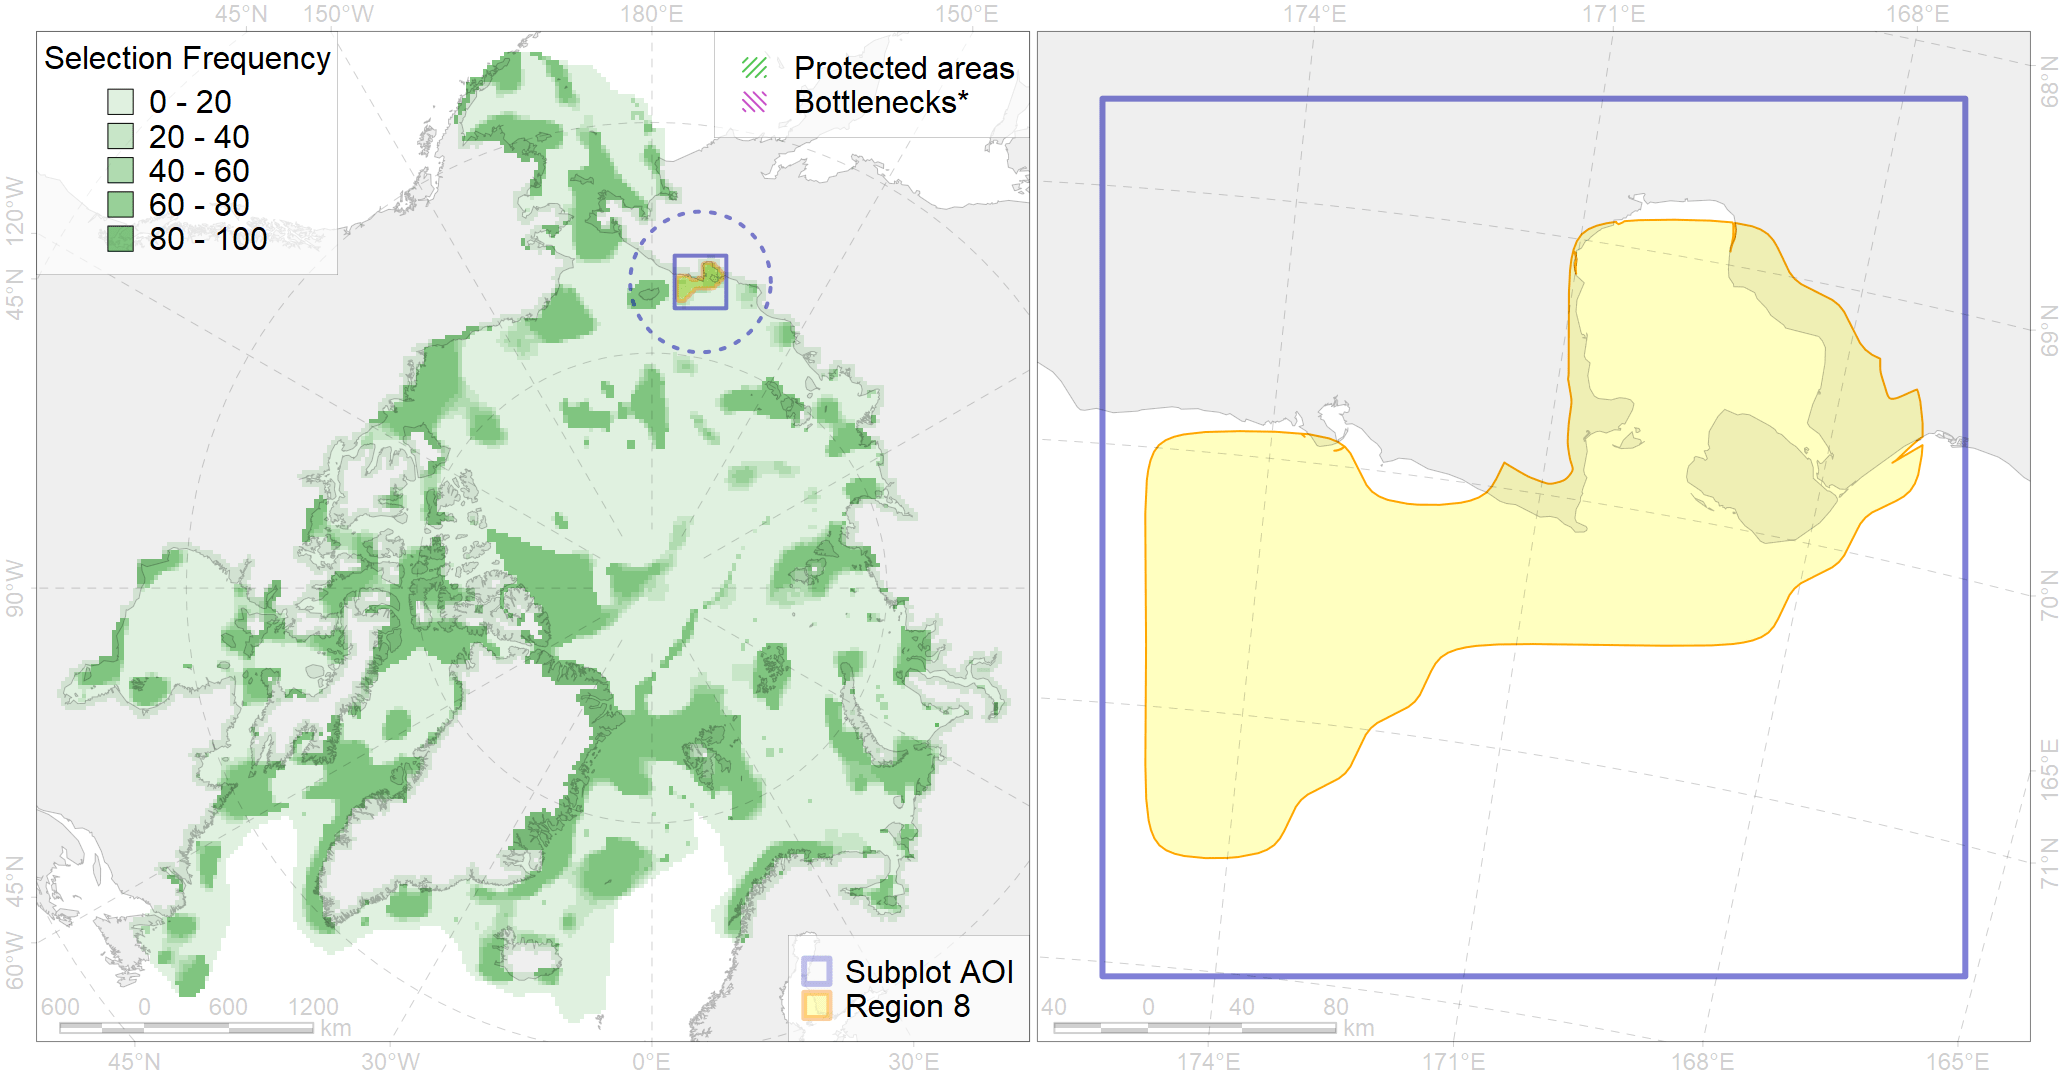 45°N 150°W 180°E 150°E 174°E 171°E 168°E
Selection Frequency
0 - 20
20 - 40
40 - 60
60 - 80
80 - 100
Protected areas
Bottlenecks*
120°W
45°N
90°W
45°N
60°W
68°N
69°N
70°N
165°E
71°N
Subplot AOI
Region 8
600 0 600 1200
km
40 0 40 80
km
45°N 30°W 0°E 30°E 174°E 171°E 168°E 165°E